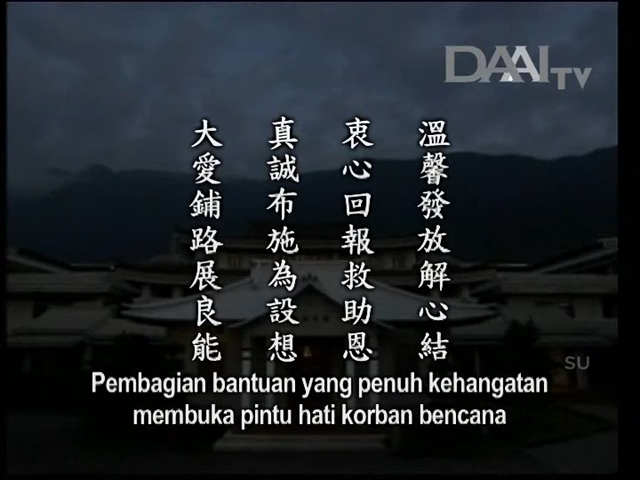 DAAI TV
溫馨發放解心結
衷心回報救助恩
真誠布施為設想
大愛鋪路展良能
SU
Pembagian bantuan yang penuh kehangatan
membuka pintu hati korban bencana